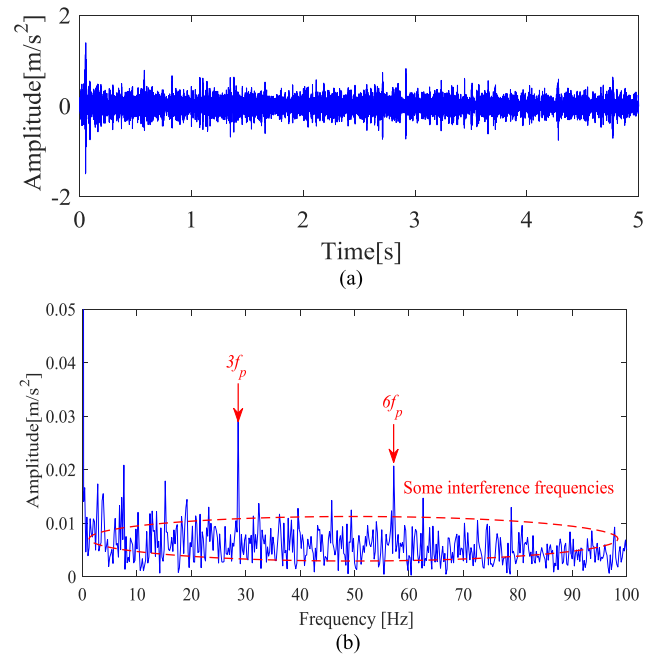 2
0
-2
Amplitude[m/s²]
0 1 2 3 4 5
Time[s]
(a)
0.05
0.04
0.03
0.02
0.01
0
Amplitude[m/s²]
3fₚ
6fₚ
Some interference frequencies
0 10 20 30 40 50 60 70 80 90 100
Frequency [Hz]
(b)